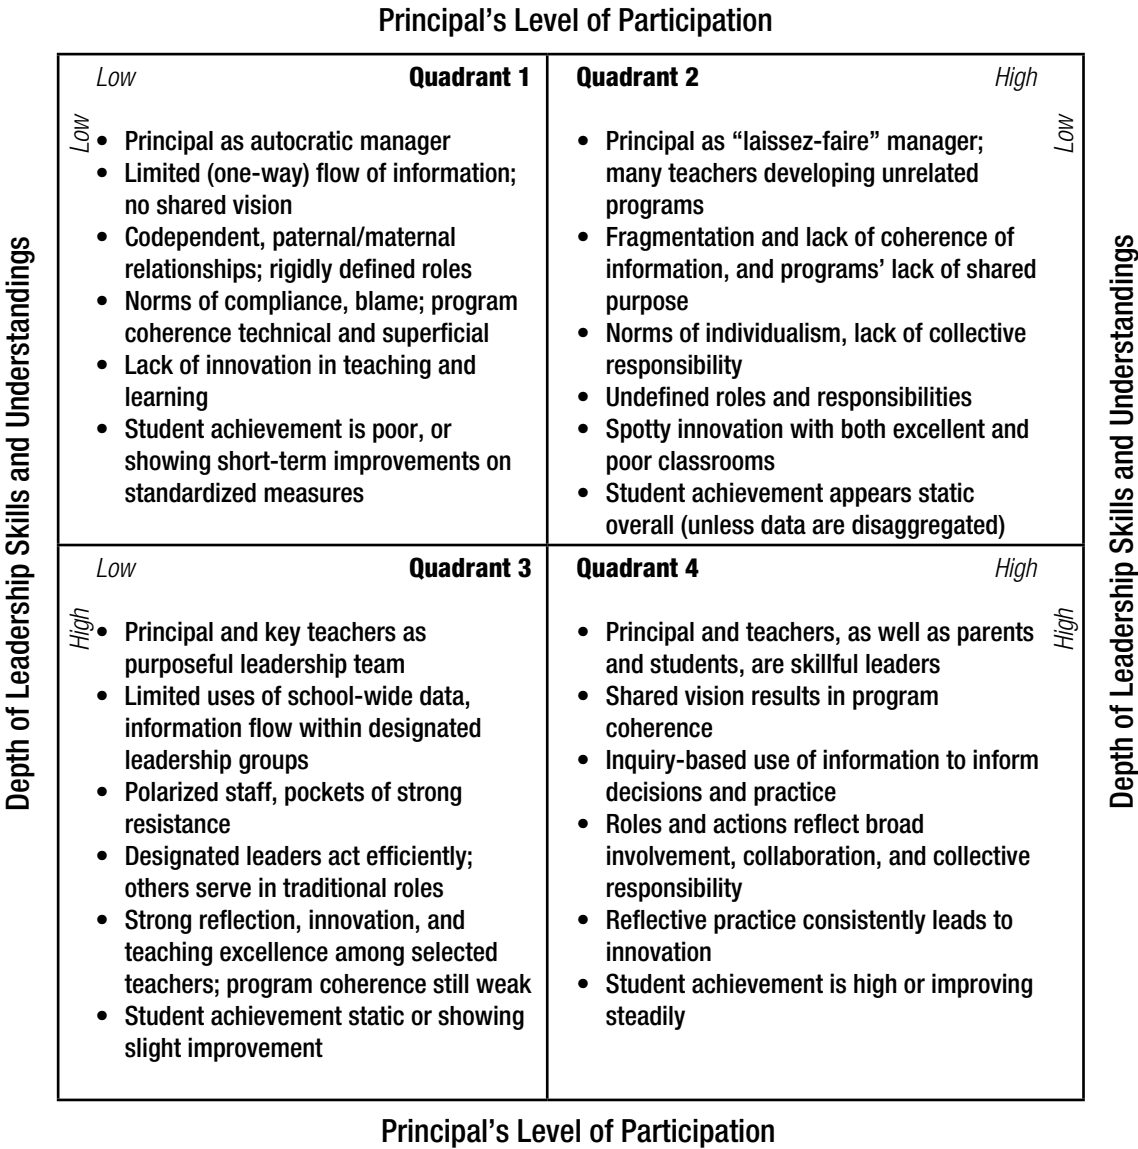 Principal’s Level of Participation
Low
Quadrant 1
Low
• Principal as autocratic manager
• Limited (one-way) flow of information;
no shared vision
• Codependent, paternal/maternal
relationships; rigidly defined roles
• Norms of compliance, blame; program
coherence technical and superficial
• Lack of innovation in teaching and
learning
• Student achievement is poor, or
showing short-term improvements on
standardized measures
Quadrant 2
High
Low
• Principal as “laissez-faire” manager;
many teachers developing unrelated
programs
• Fragmentation and lack of coherence of
information, and programs’ lack of shared
purpose
• Norms of individualism, lack of collective
responsibility
• Undefined roles and responsibilities
• Spotty innovation with both excellent and
poor classrooms
• Student achievement appears static
overall (unless data are disaggregated)
Low
Quadrant 3
High
• Principal and key teachers as
purposeful leadership team
• Limited uses of school-wide data,
information flow within designated
leadership groups
• Polarized staff, pockets of strong
resistance
• Designated leaders act efficiently;
others serve in traditional roles
• Strong reflection, innovation, and
teaching excellence among selected
teachers; program coherence still weak
• Student achievement static or showing
slight improvement
Quadrant 4
High
High
• Principal and teachers, as well as parents
and students, are skillful leaders
• Shared vision results in program
coherence
• Inquiry-based use of information to inform
decisions and practice
• Roles and actions reflect broad
involvement, collaboration, and collective
responsibility
• Reflective practice consistently leads to
innovation
• Student achievement is high or improving
steadily
Depth of Leadership Skills and Understandings
Depth of Leadership Skills and Understandings
Principal’s Level of Participation